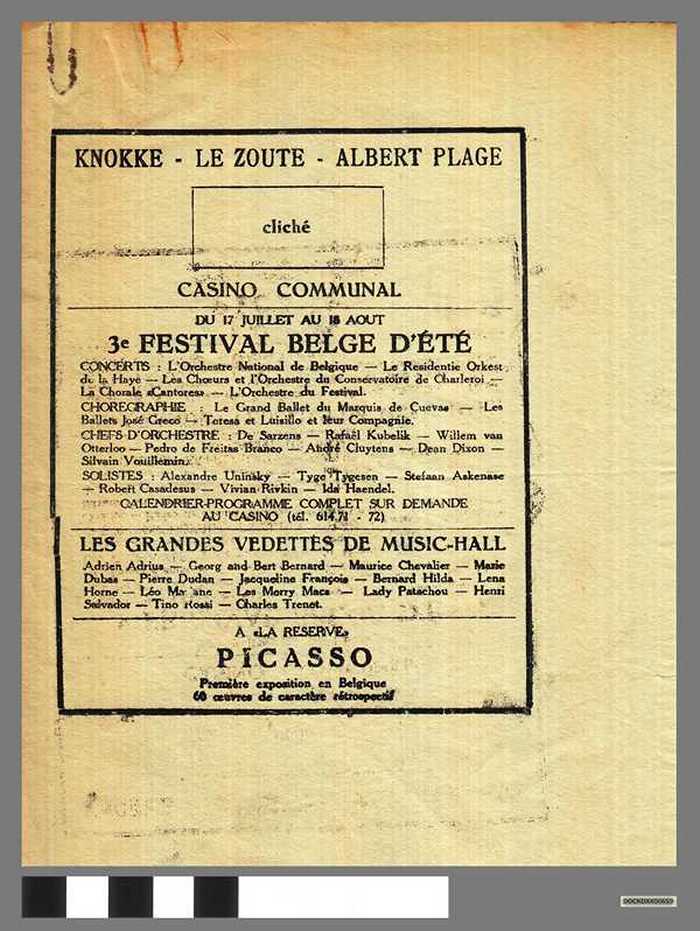 KNOKKE - LE ZOUTE - ALBERT PLAGE
cliché
CASINO COMMUNAL
DU 17 JUILLET AU 18 AOUT
3e FESTIVAL BELGE D'ÉTÉ
CONCERTS : L'Orchestre National de Belgique — Le Residentie Orkest
de la Haye — Les Chœurs et l'Orchestre du Conservatoire de Charleroi —
La Chorale «Cantores» — L'Orchestre du Festival.
CHOREGRAPHIE : Le Grand Ballet du Marquis de Cuevas — Les
Ballets José Greco — Teresa et Luisillo et leur Compagnie.
CHEFS D'ORCHESTRE : De Sarzens — Rafaël Kubelik — Willem van
Otterloo — Pedro de Freitas Branco — André Cluytens — Dean Dixon —
Silvain Vouillemin.
SOLISTES : Alexandre Uninsky — Tyge Tygesen — Stefaan Askenase
— Robert Casadesus — Vivian Rivkin — Ida Haendel.
CALENDRIER-PROGRAMME COMPLET SUR DEMANDE
AU CASINO (tél. 614.71 - 72)
LES GRANDES VEDETTES DE MUSIC-HALL
Adrien Adrius — Georg and Bert Bernard — Maurice Chevalier — Marie
Dubas — Pierre Dudan — Jacqueline François — Bernard Hilda — Lena
Horne — Léo — Les Merry Macs — Lady Patachou — Henri
Salvador — Tino Rossi — Charles Trenet.
A «LA RESERVE»
PICASSO
Première exposition en Belgique
60 œuvres de caractère rétrospectif
DOCKDXK00659